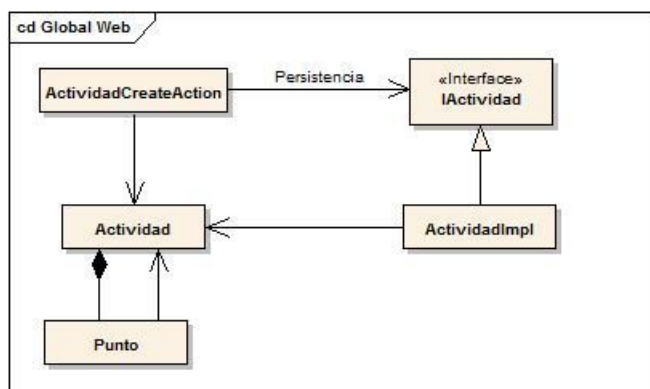 cd Global Web
ActividadCreateAction
Persistencia
«Interface»
IActividad
Actividad
ActividadImpl
Punto